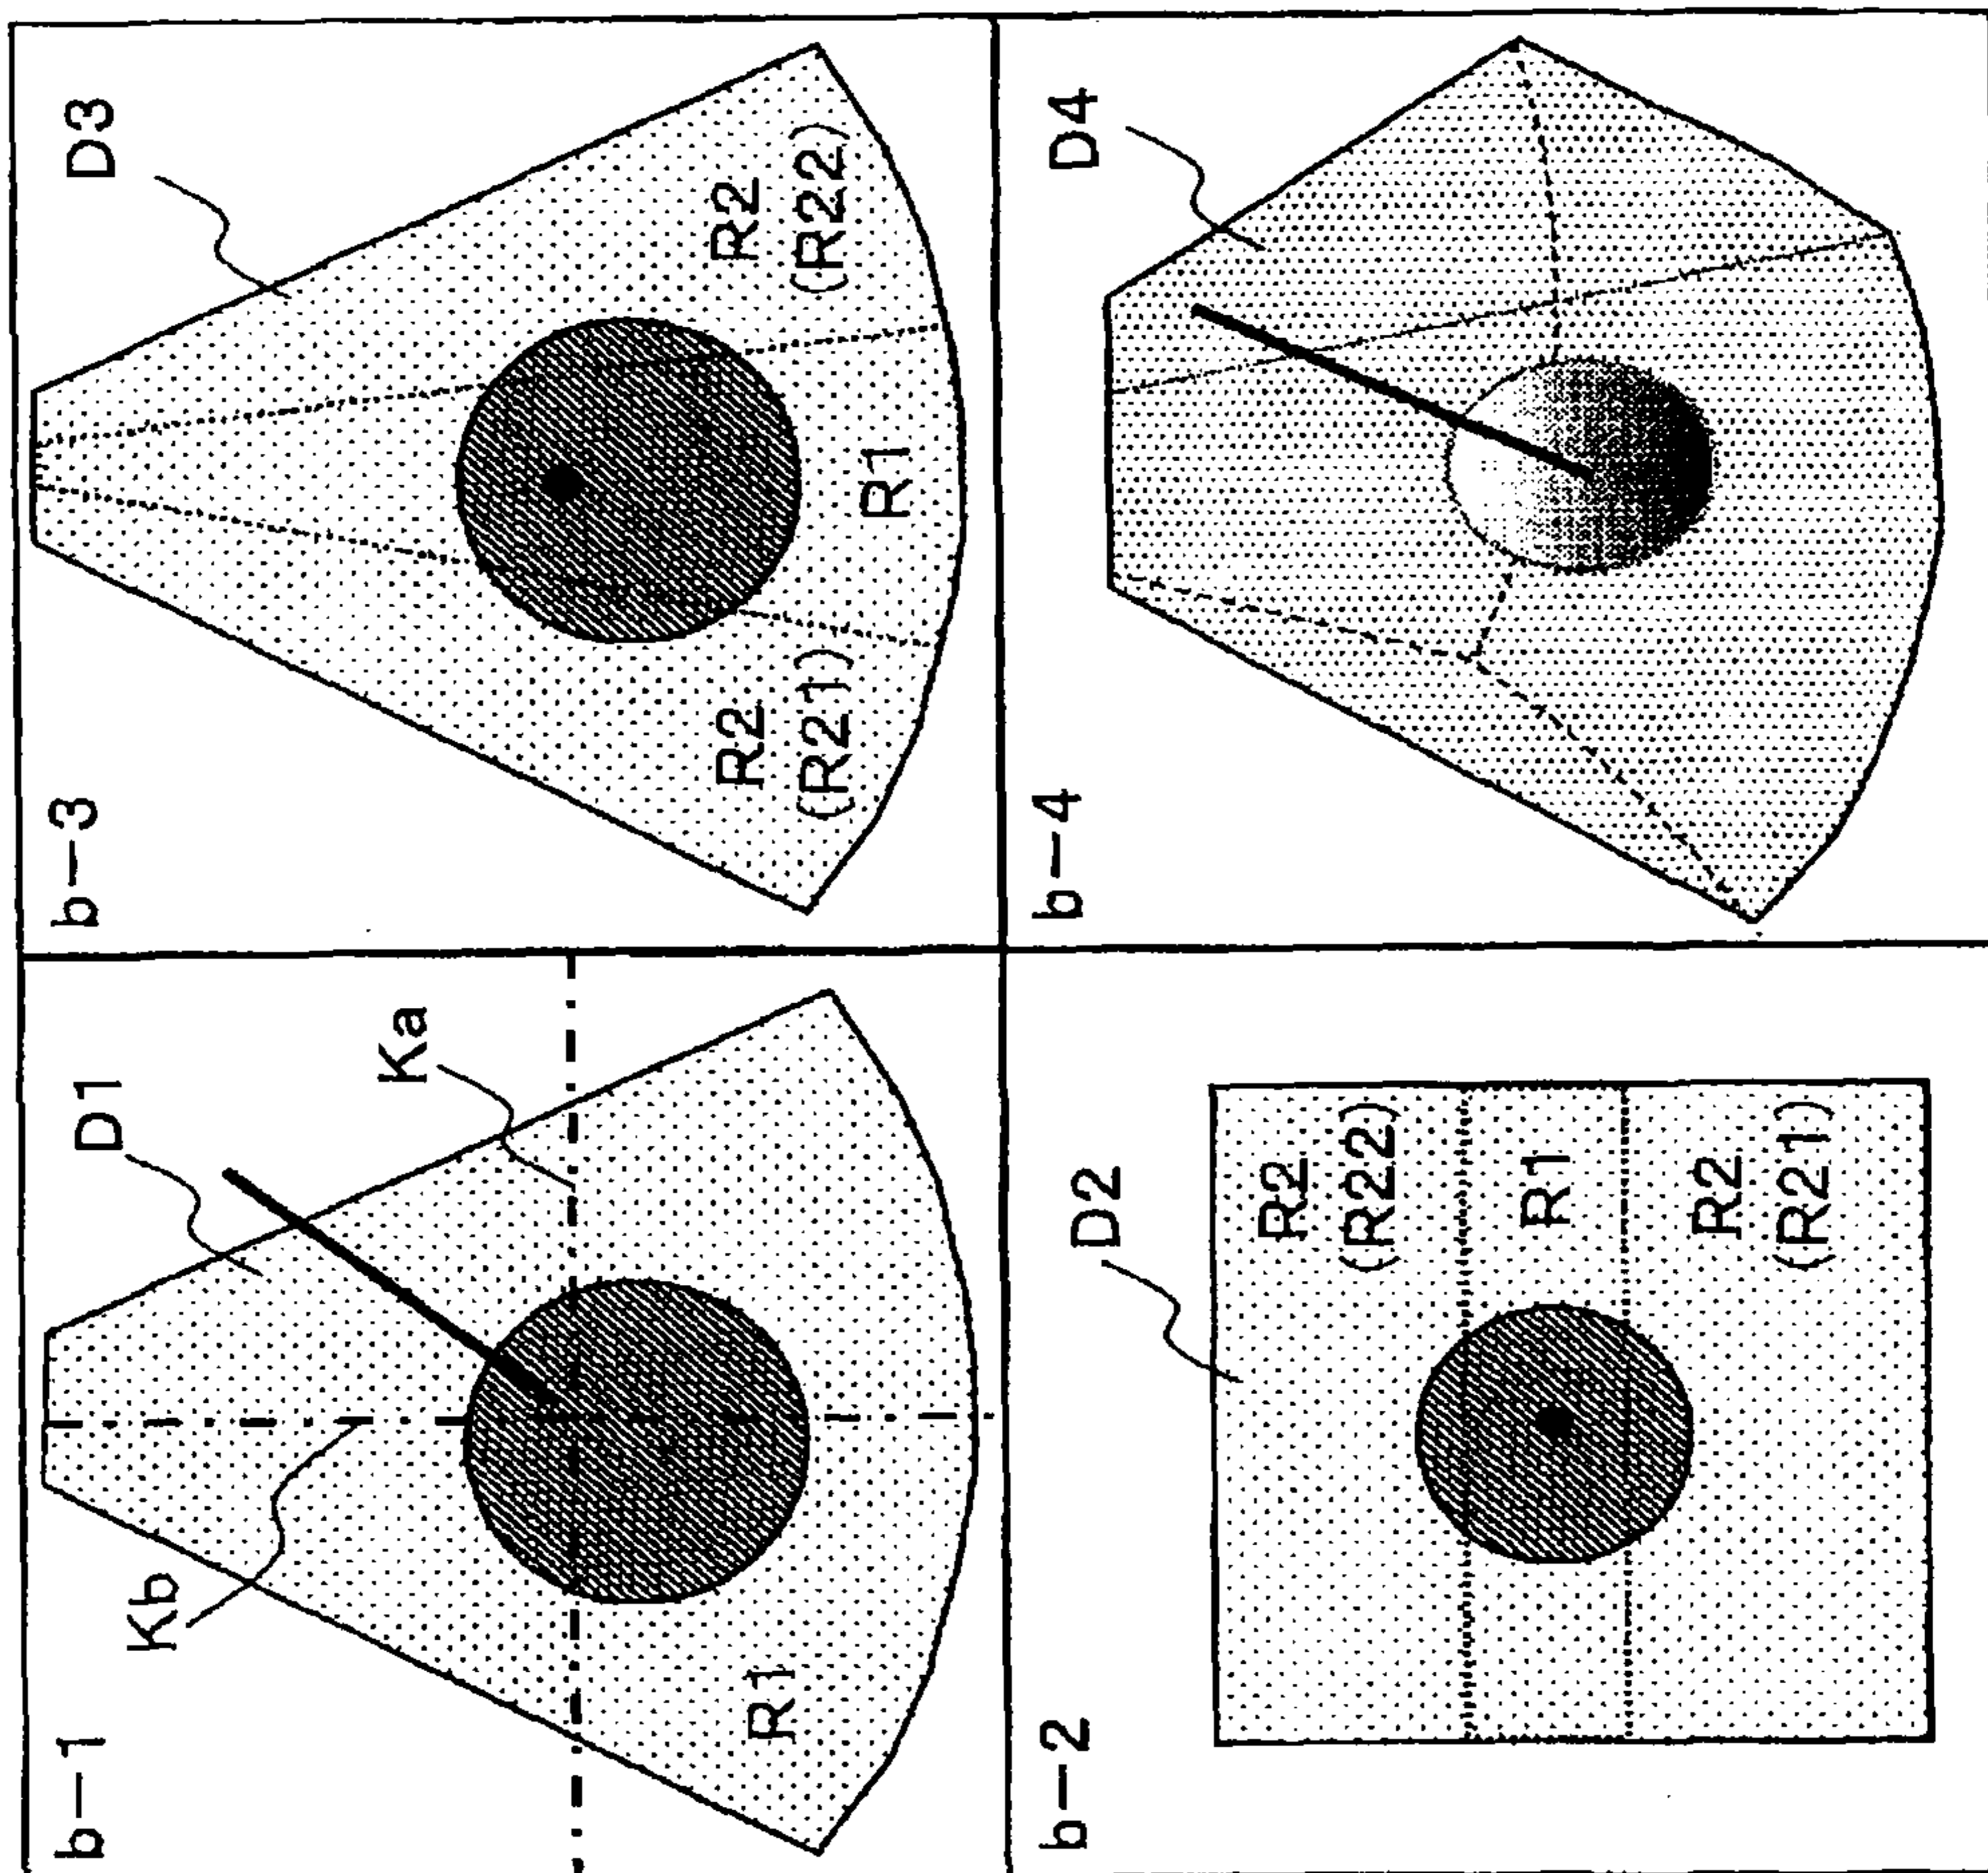 b-1
D1
Ka
Kb
R1
b-2
D2
R2
(R22)
R1
R2
(R21)
b-3
D3
R2
(R21)
R1
R2
(R22)
b-4
D4